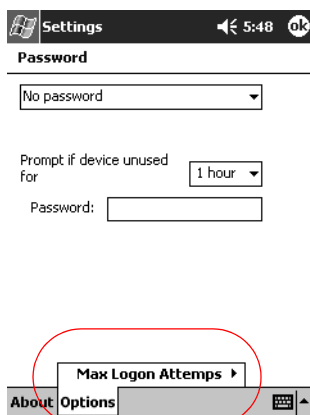 Settings 5:48 ok
Password
No password
Prompt if device unused
for 1 hour
Password:
Max Logon Attemps
About Options